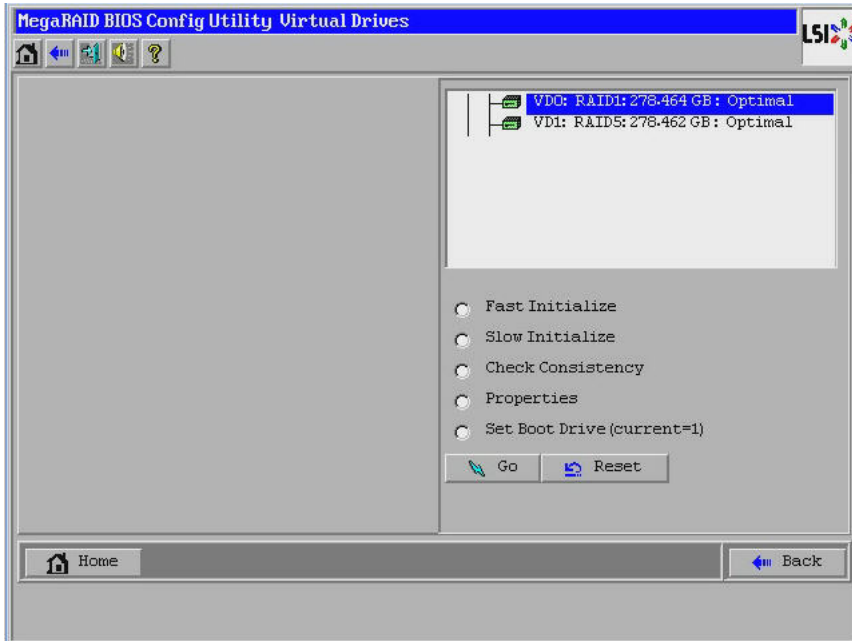 MegaRAID BIOS Config Utility Virtual Drives
LSI
VD0: RAID1: 278.464 GB: Optimal
VD1: RAID5: 278.462 GB: Optimal
Fast Initialize
Slow Initialize
Check Consistency
Properties
Set Boot Drive (current=1)
Go Reset
Home Back